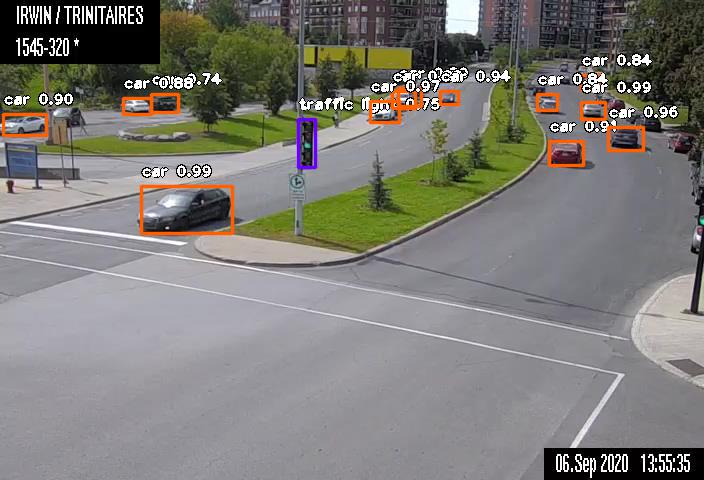 IRWIN / TRINITAIRES
1545-320 *
car 0.84
car 0.74
car 0.88
car 0.94
car 0.84
car 0.97
car 0.99
car 0.90
car 0.96
car 0.99
06.Sep 2020 13:55:35